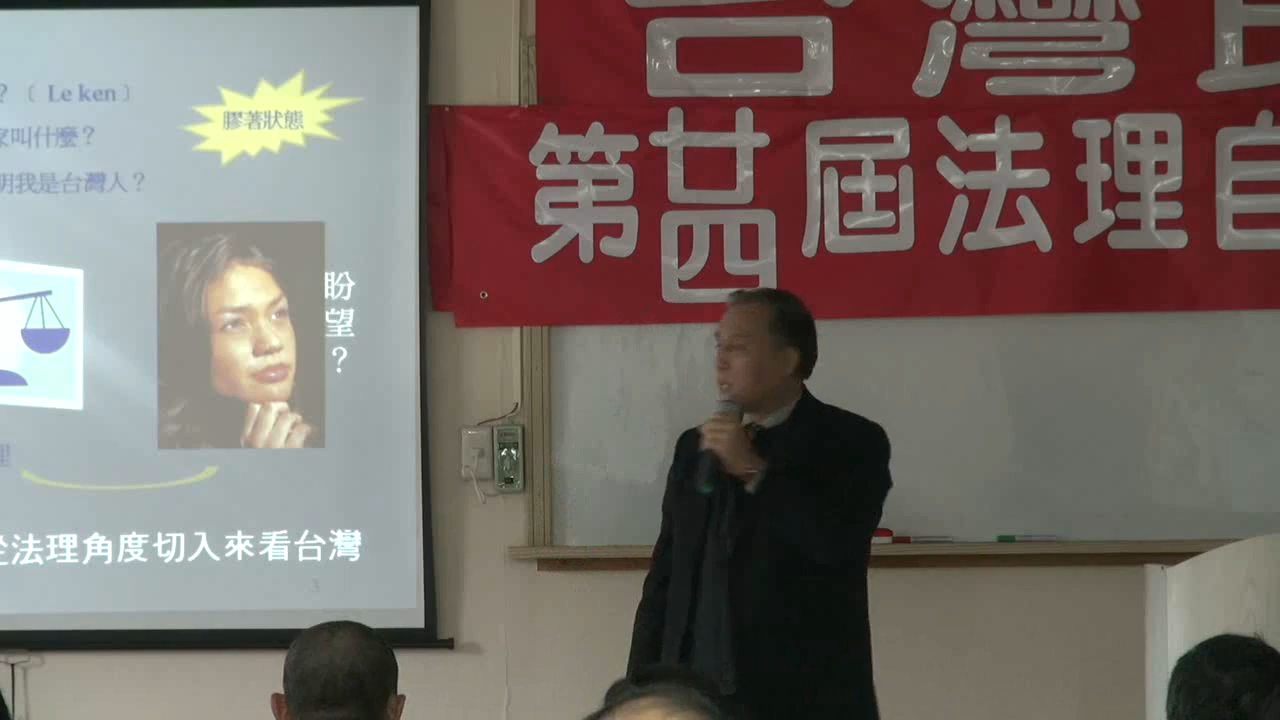 ？〔 Le ken〕
家叫什麼？
明我是台灣人？
膠著狀態
盼望？
理
從法理角度切入來看台灣
3
台灣民
第廿四屆法理自